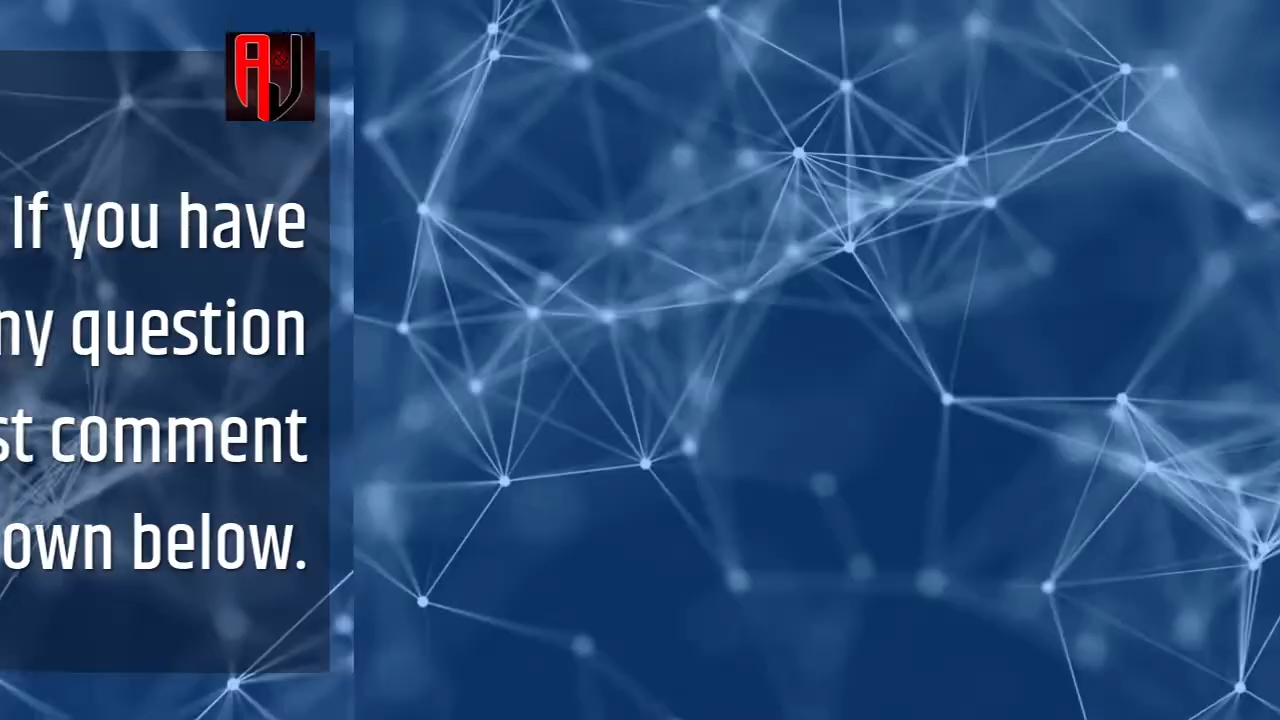 A&J
If you have
ny question
st comment
own below.